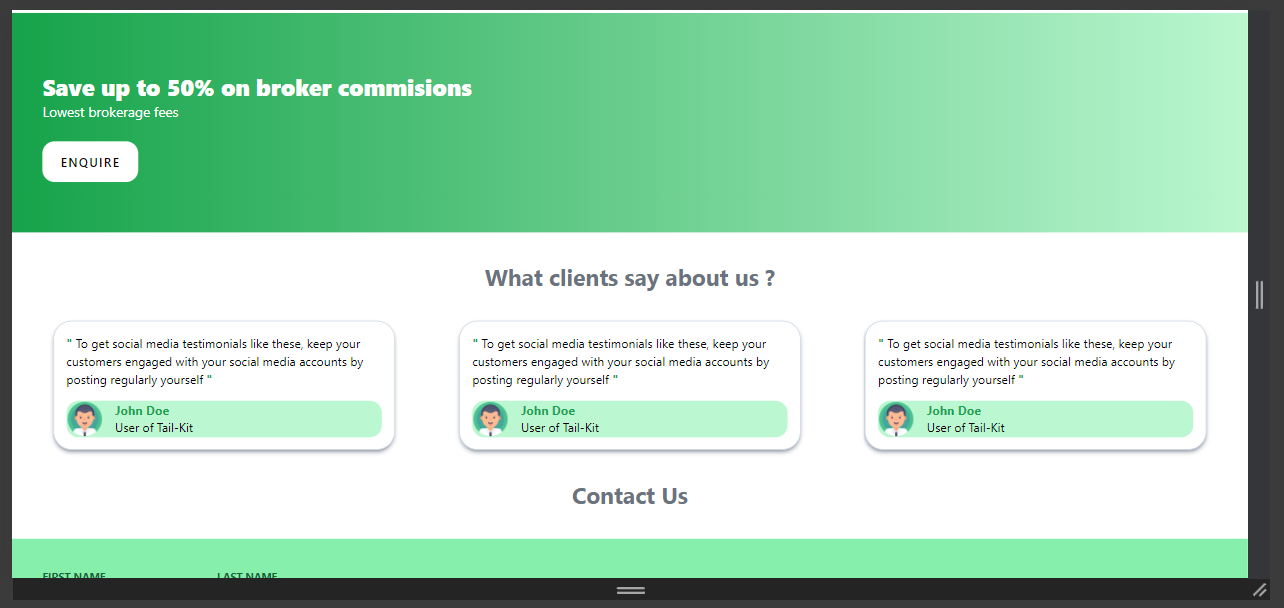 Save up to 50% on broker commisions
Lowest brokerage fees
ENQUIRE
What clients say about us ?
" To get social media testimonials like these, keep your
customers engaged with your social media accounts by
posting regularly yourself "
John Doe
User of Tail-Kit
" To get social media testimonials like these, keep your
customers engaged with your social media accounts by
posting regularly yourself "
John Doe
User of Tail-Kit
" To get social media testimonials like these, keep your
customers engaged with your social media accounts by
posting regularly yourself "
John Doe
User of Tail-Kit
Contact Us
FIRST NAME LAST NAME